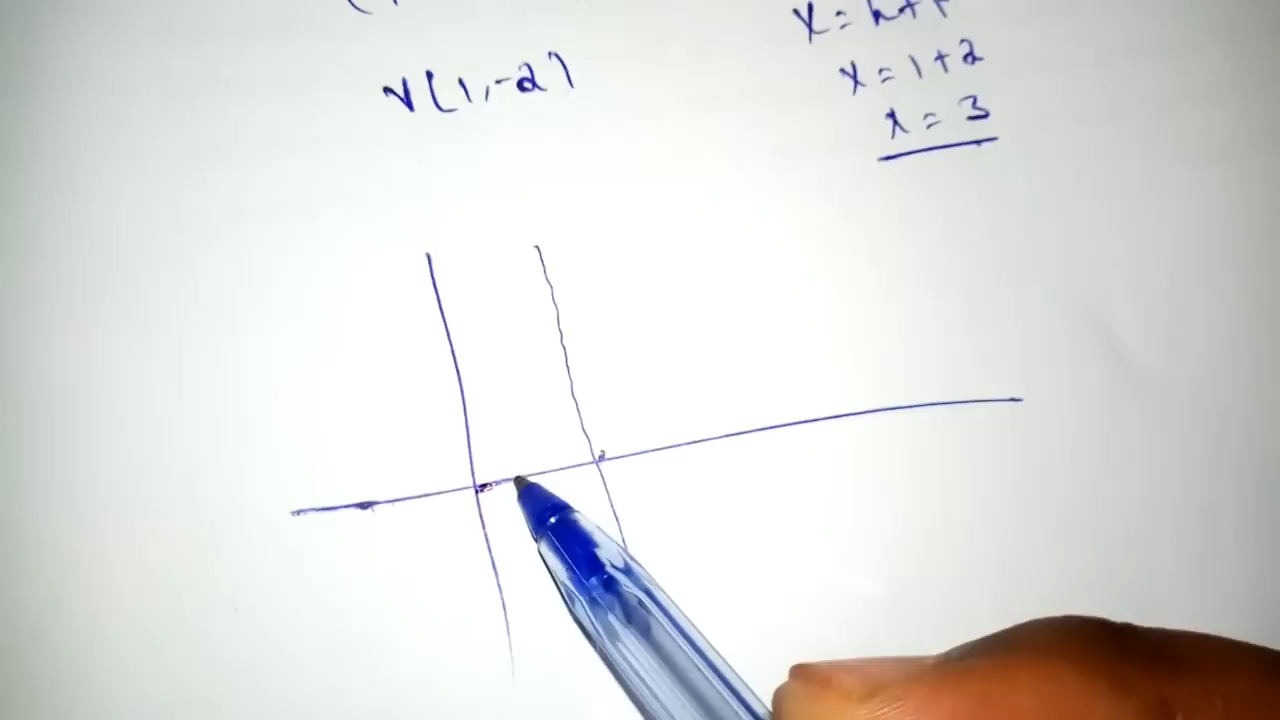 x = h + r
V(1,-2)
x = 1 + 2
x = 3